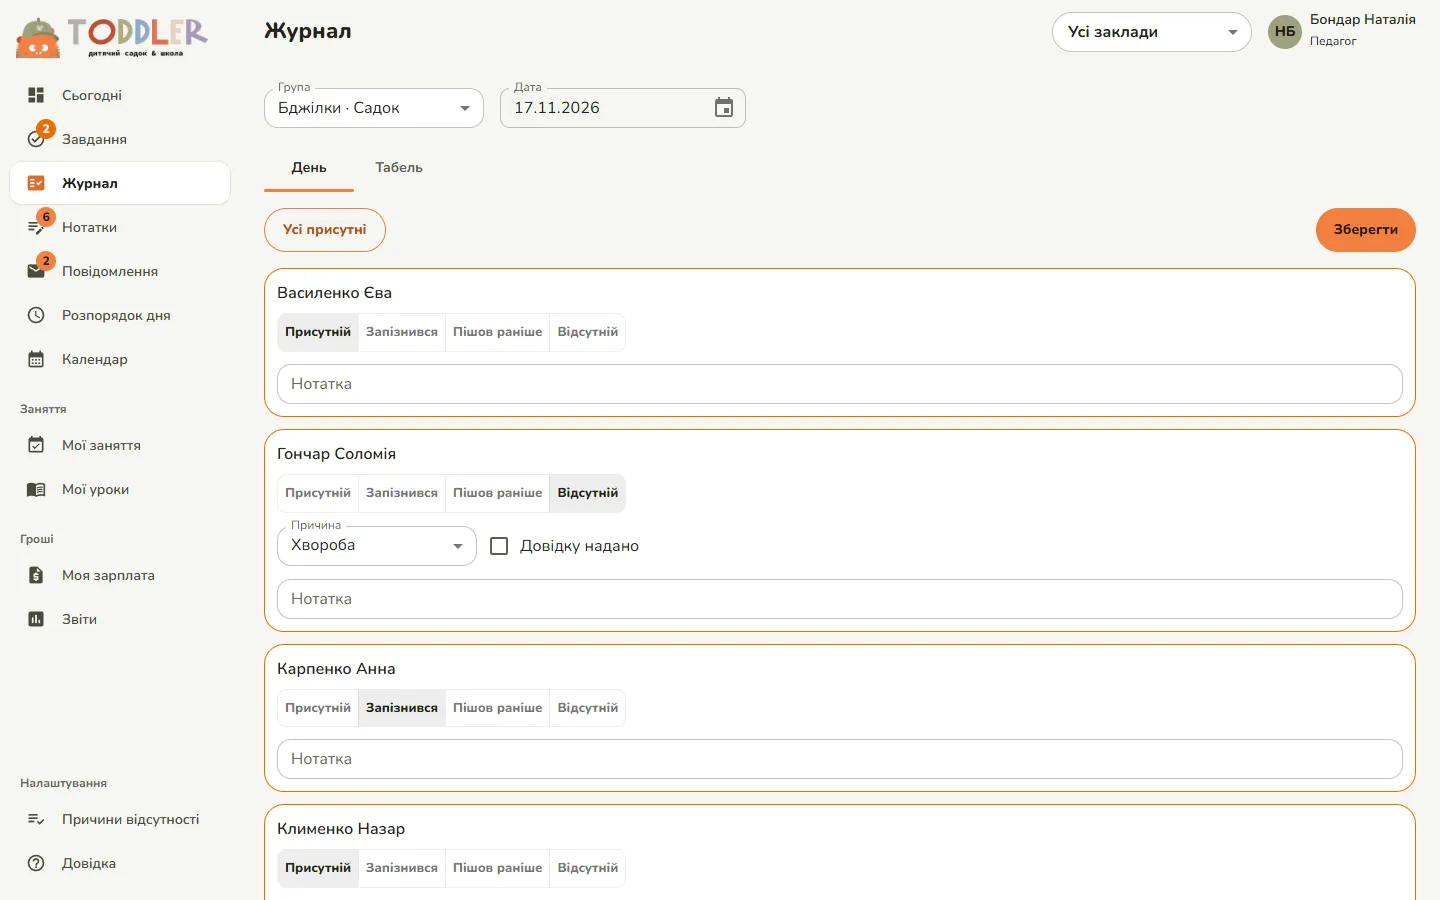 TODDLER
дитячий садок & школа
Журнал
Усі заклади
НБ
Бондар Наталія
Педагог
Сьогодні
2
Завдання
Журнал
6
Нотатки
2
Повідомлення
Розпорядок дня
Календар
Заняття
Мої заняття
Мої уроки
Гроші
Моя зарплата
Звіти
Налаштування
Причини відсутності
Довідка
Група
Бджілки · Садок
Дата
17.11.2026
День
Табель
Усі присутні
Зберегти
Василенко Єва
Присутній Запізнився Пішов раніше Відсутній
Нотатка
Гончар Соломія
Присутній Запізнився Пішов раніше Відсутній
Причина
Хвороба
Довідку надано
Нотатка
Карпенко Анна
Присутній Запізнився Пішов раніше Відсутній
Нотатка
Клименко Назар
Присутній Запізнився Пішов раніше Відсутній